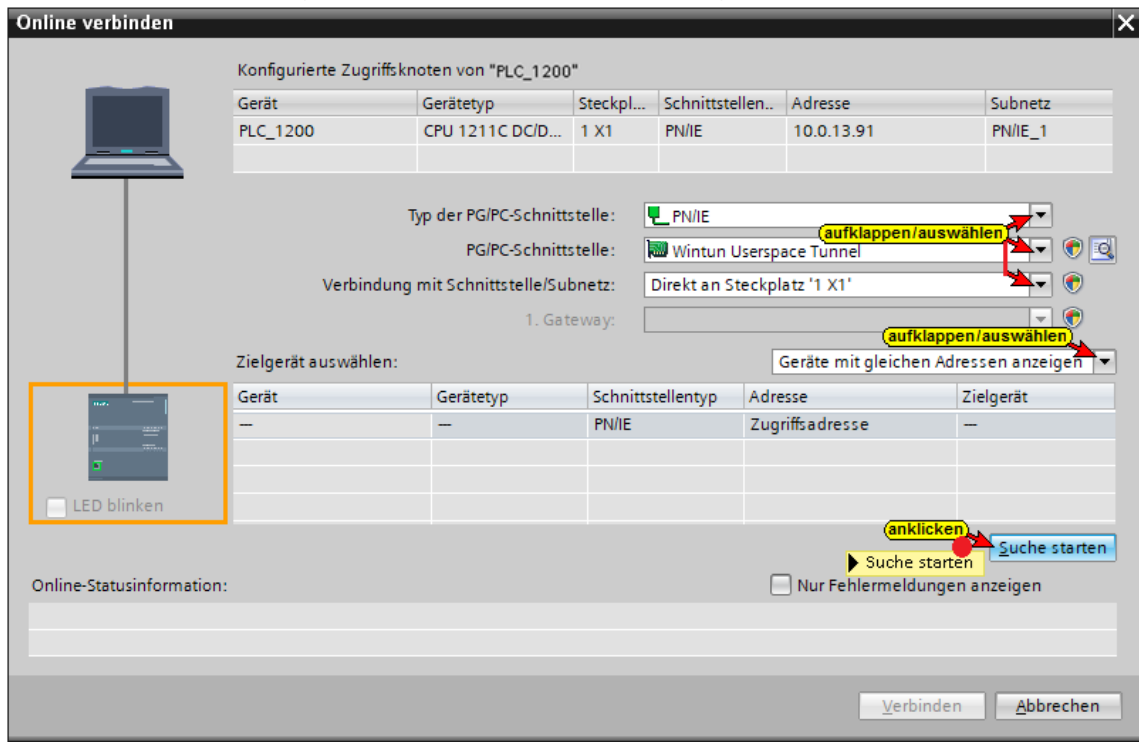 Online verbinden
Konfigurierte Zugriffsknoten von "PLC_1200"
Gerät Gerätetyp Steckpl... Schnittstellen.. Adresse Subnetz
PLC_1200 CPU 1211C DC/D... 1 X1 PN/IE 10.0.13.91 PN/IE_1
Typ der PG/PC-Schnittstelle: PN/IE
aufklappen/auswählen
PG/PC-Schnittstelle: Wintun Userspace Tunnel
Verbindung mit Schnittstelle/Subnetz: Direkt an Steckplatz '1 X1'
1. Gateway:
aufklappen/auswählen
Zielgerät auswählen: Geräte mit gleichen Adressen anzeigen
Gerät Gerätetyp Schnittstellentyp Adresse Zielgerät
— — PN/IE Zugriffsadresse —
LED blinken
anklicken
Suche starten
Suche starten
Online-Statusinformation: Nur Fehlermeldungen anzeigen
Verbinden Abbrechen